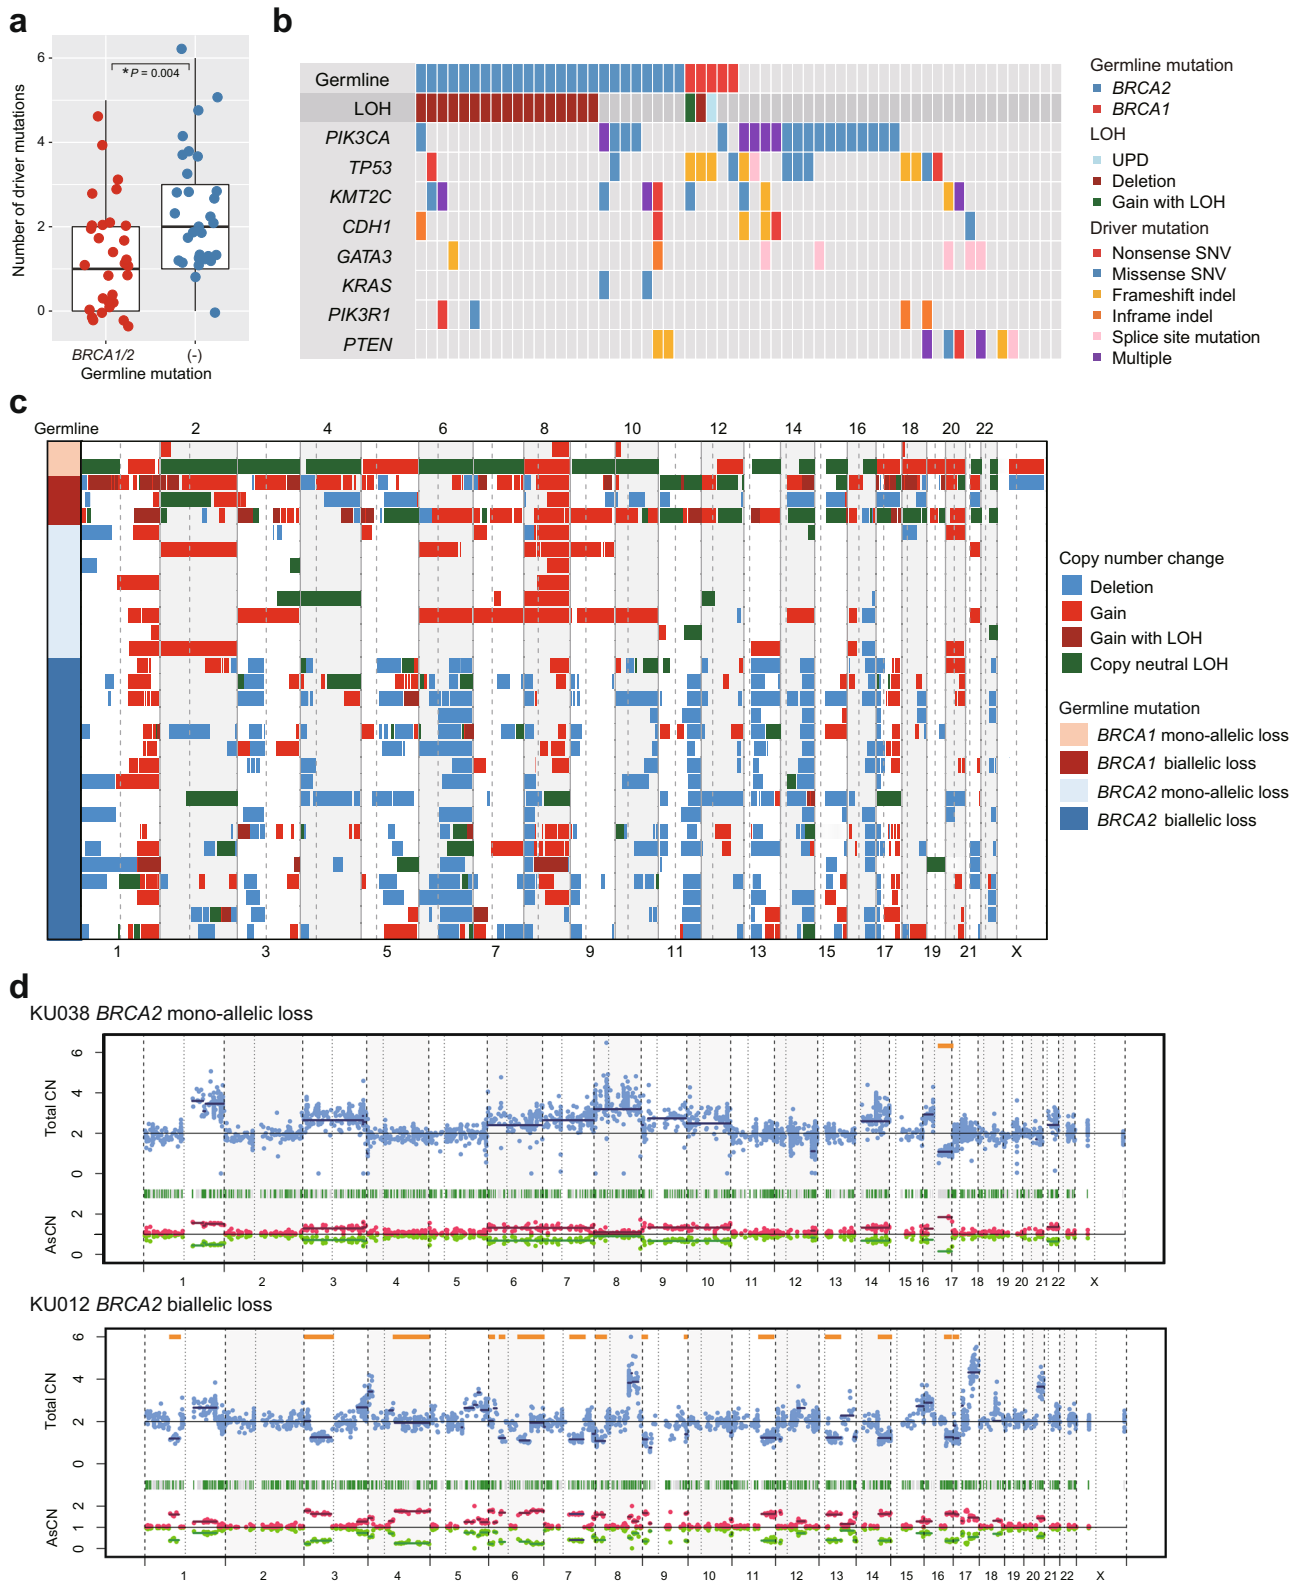 a
Number of driver mutations
6
4
2
0
*P = 0.004
BRCA1/2
(-)
Germline mutation
b
Germline
LOH
PIK3CA
TP53
KMT2C
CDH1
GATA3
KRAS
PIK3R1
PTEN
Germline mutation
BRCA2
BRCA1
LOH
UPD
Deletion
Gain with LOH
Driver mutation
Nonsense SNV
Missense SNV
Frameshift indel
Inframe indel
Splice site mutation
Multiple
c
Germline 2 4 6 8 10 12 14 16 18 20 22
1 3 5 7 9 11 13 15 17 19 21 X
Copy number change
Deletion
Gain
Gain with LOH
Copy neutral LOH
Germline mutation
BRCA1 mono-allelic loss
BRCA1 biallelic loss
BRCA2 mono-allelic loss
BRCA2 biallelic loss
d
KU038 BRCA2 mono-allelic loss
Total CN
6
4
2
0
AsCN
2
1
0
1 2 3 4 5 6 7 8 9 10 11 12 13 14 15 16 17 18 19 20 21 22 X
KU012 BRCA2 biallelic loss
Total CN
6
4
2
0
AsCN
2
1
0
1 2 3 4 5 6 7 8 9 10 11 12 13 14 15 16 17 18 19 20 21 22 X